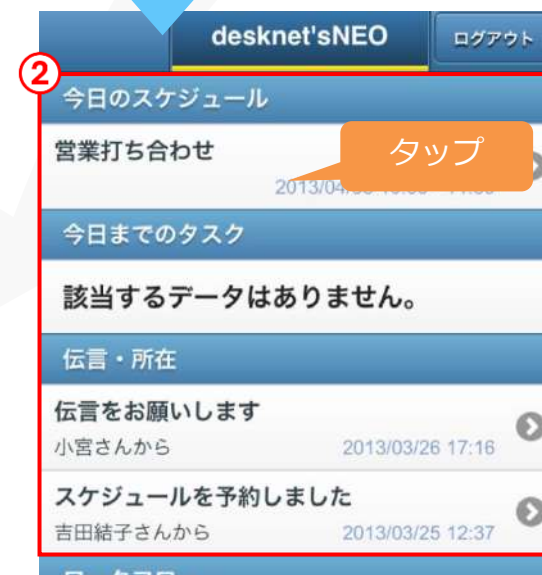 desknet'sNEO ログアウト
②
今日のスケジュール
営業打ち合わせ
タップ
2013/04/
今日までのタスク
該当するデータはありません。
伝言・所在
伝言をお願いします
小宮さんから 2013/03/26 17:16
スケジュールを予約しました
吉田結子さんから 2013/03/25 12:37